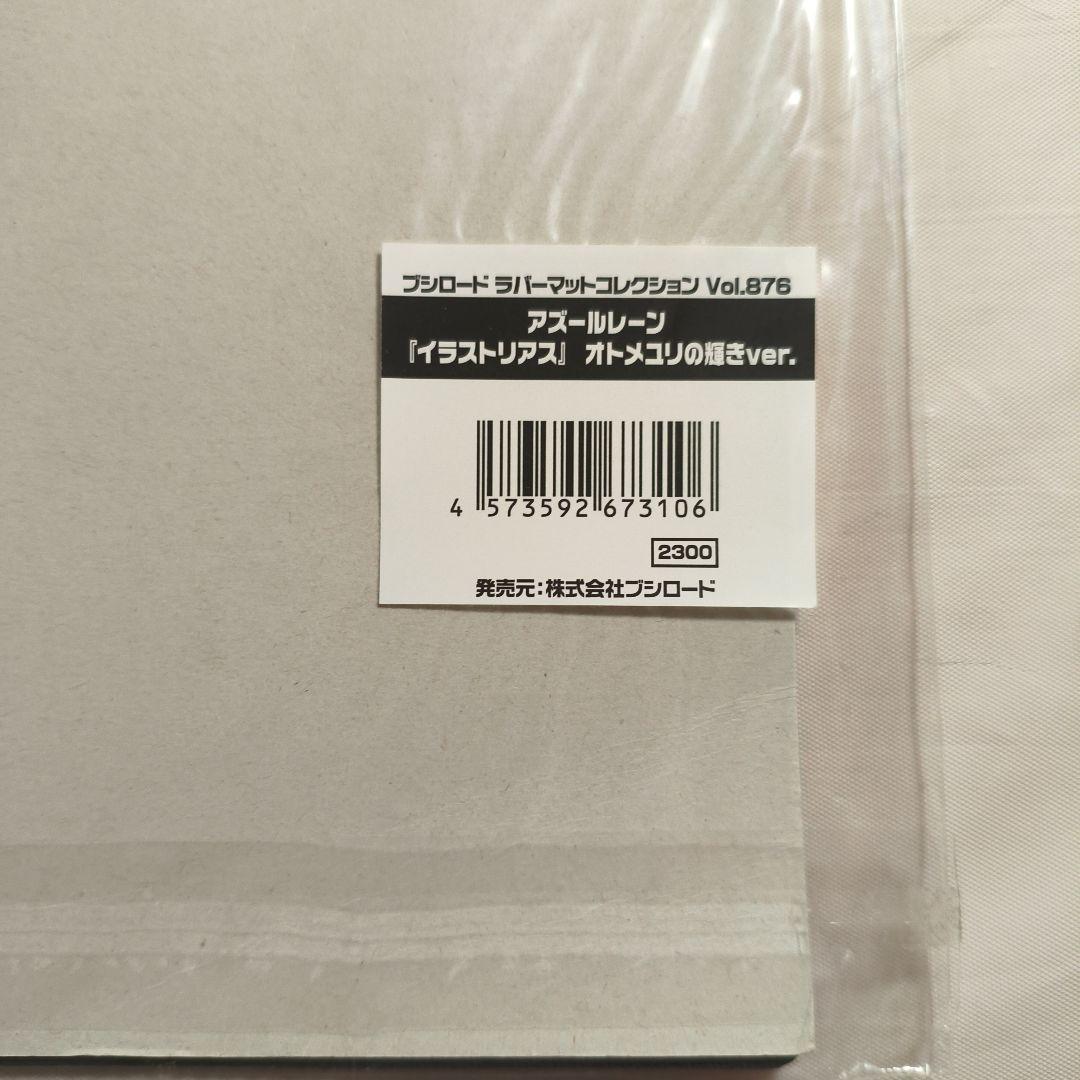 ブシロード ラバーマットコレクション Vol.876
アズールレーン
『イラストリアス』 オトメユリの輝きver.
4 573592 673106
2300
発売元：株式会社ブシロード